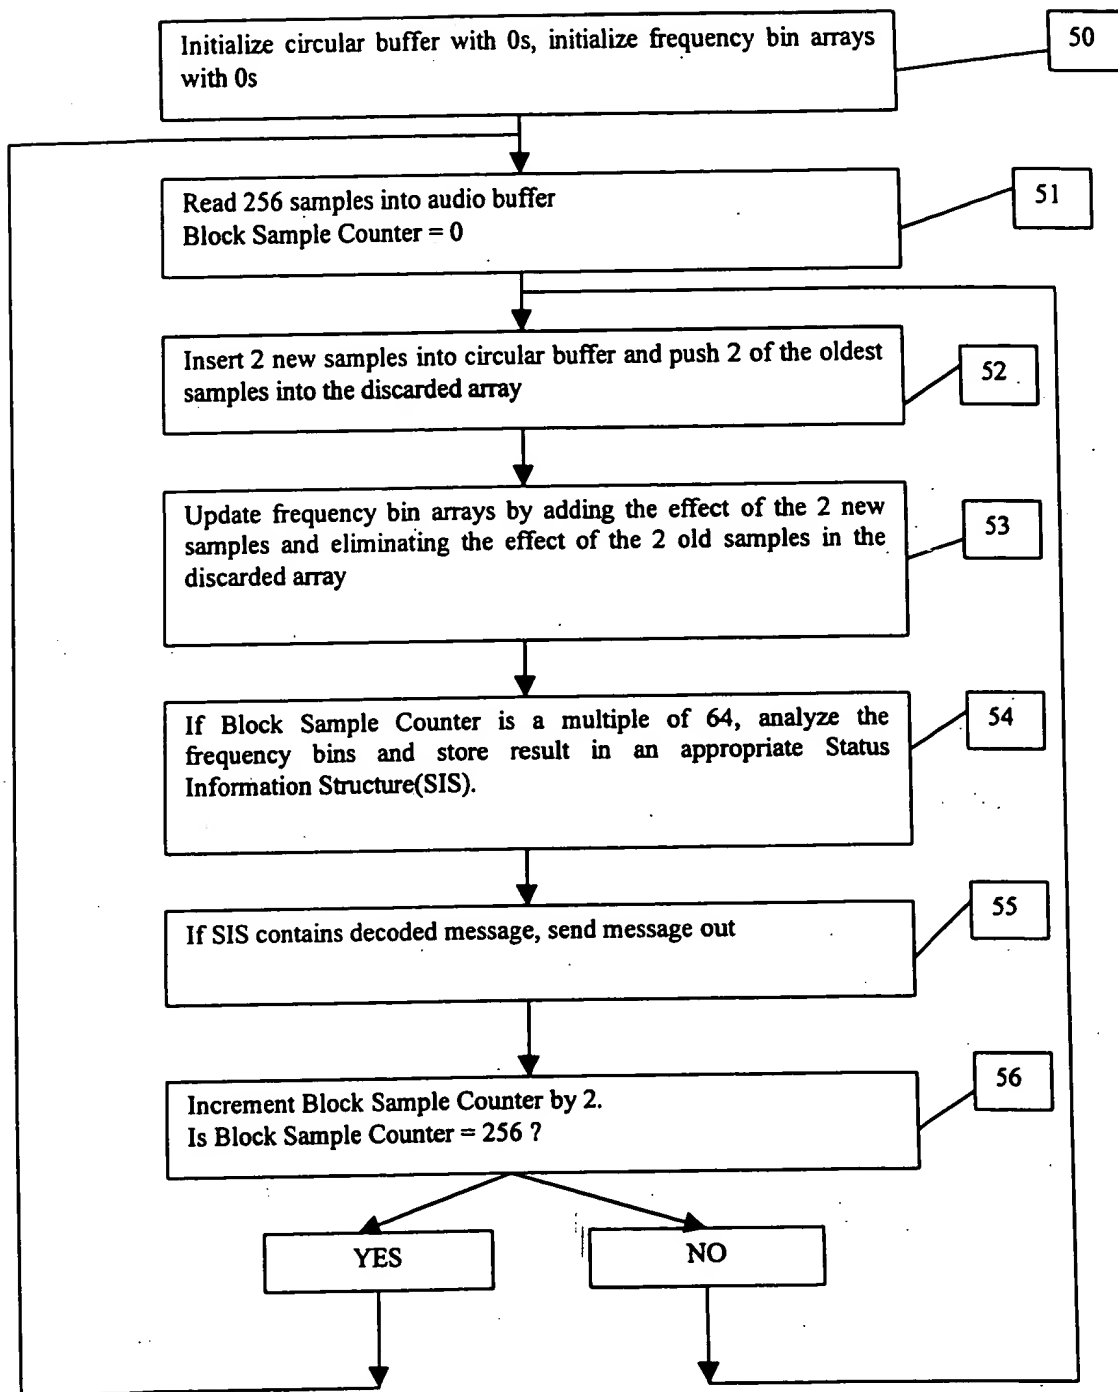 Initialize circular buffer with 0s, initialize frequency bin arrays
with 0s
50
Read 256 samples into audio buffer
Block Sample Counter = 0
51
Insert 2 new samples into circular buffer and push 2 of the oldest
samples into the discarded array
52
Update frequency bin arrays by adding the effect of the 2 new
samples and eliminating the effect of the 2 old samples in the
discarded array
53
If Block Sample Counter is a multiple of 64, analyze the
frequency bins and store result in an appropriate Status
Information Structure(SIS).
54
If SIS contains decoded message, send message out
55
Increment Block Sample Counter by 2.
Is Block Sample Counter = 256 ?
56
YES
NO